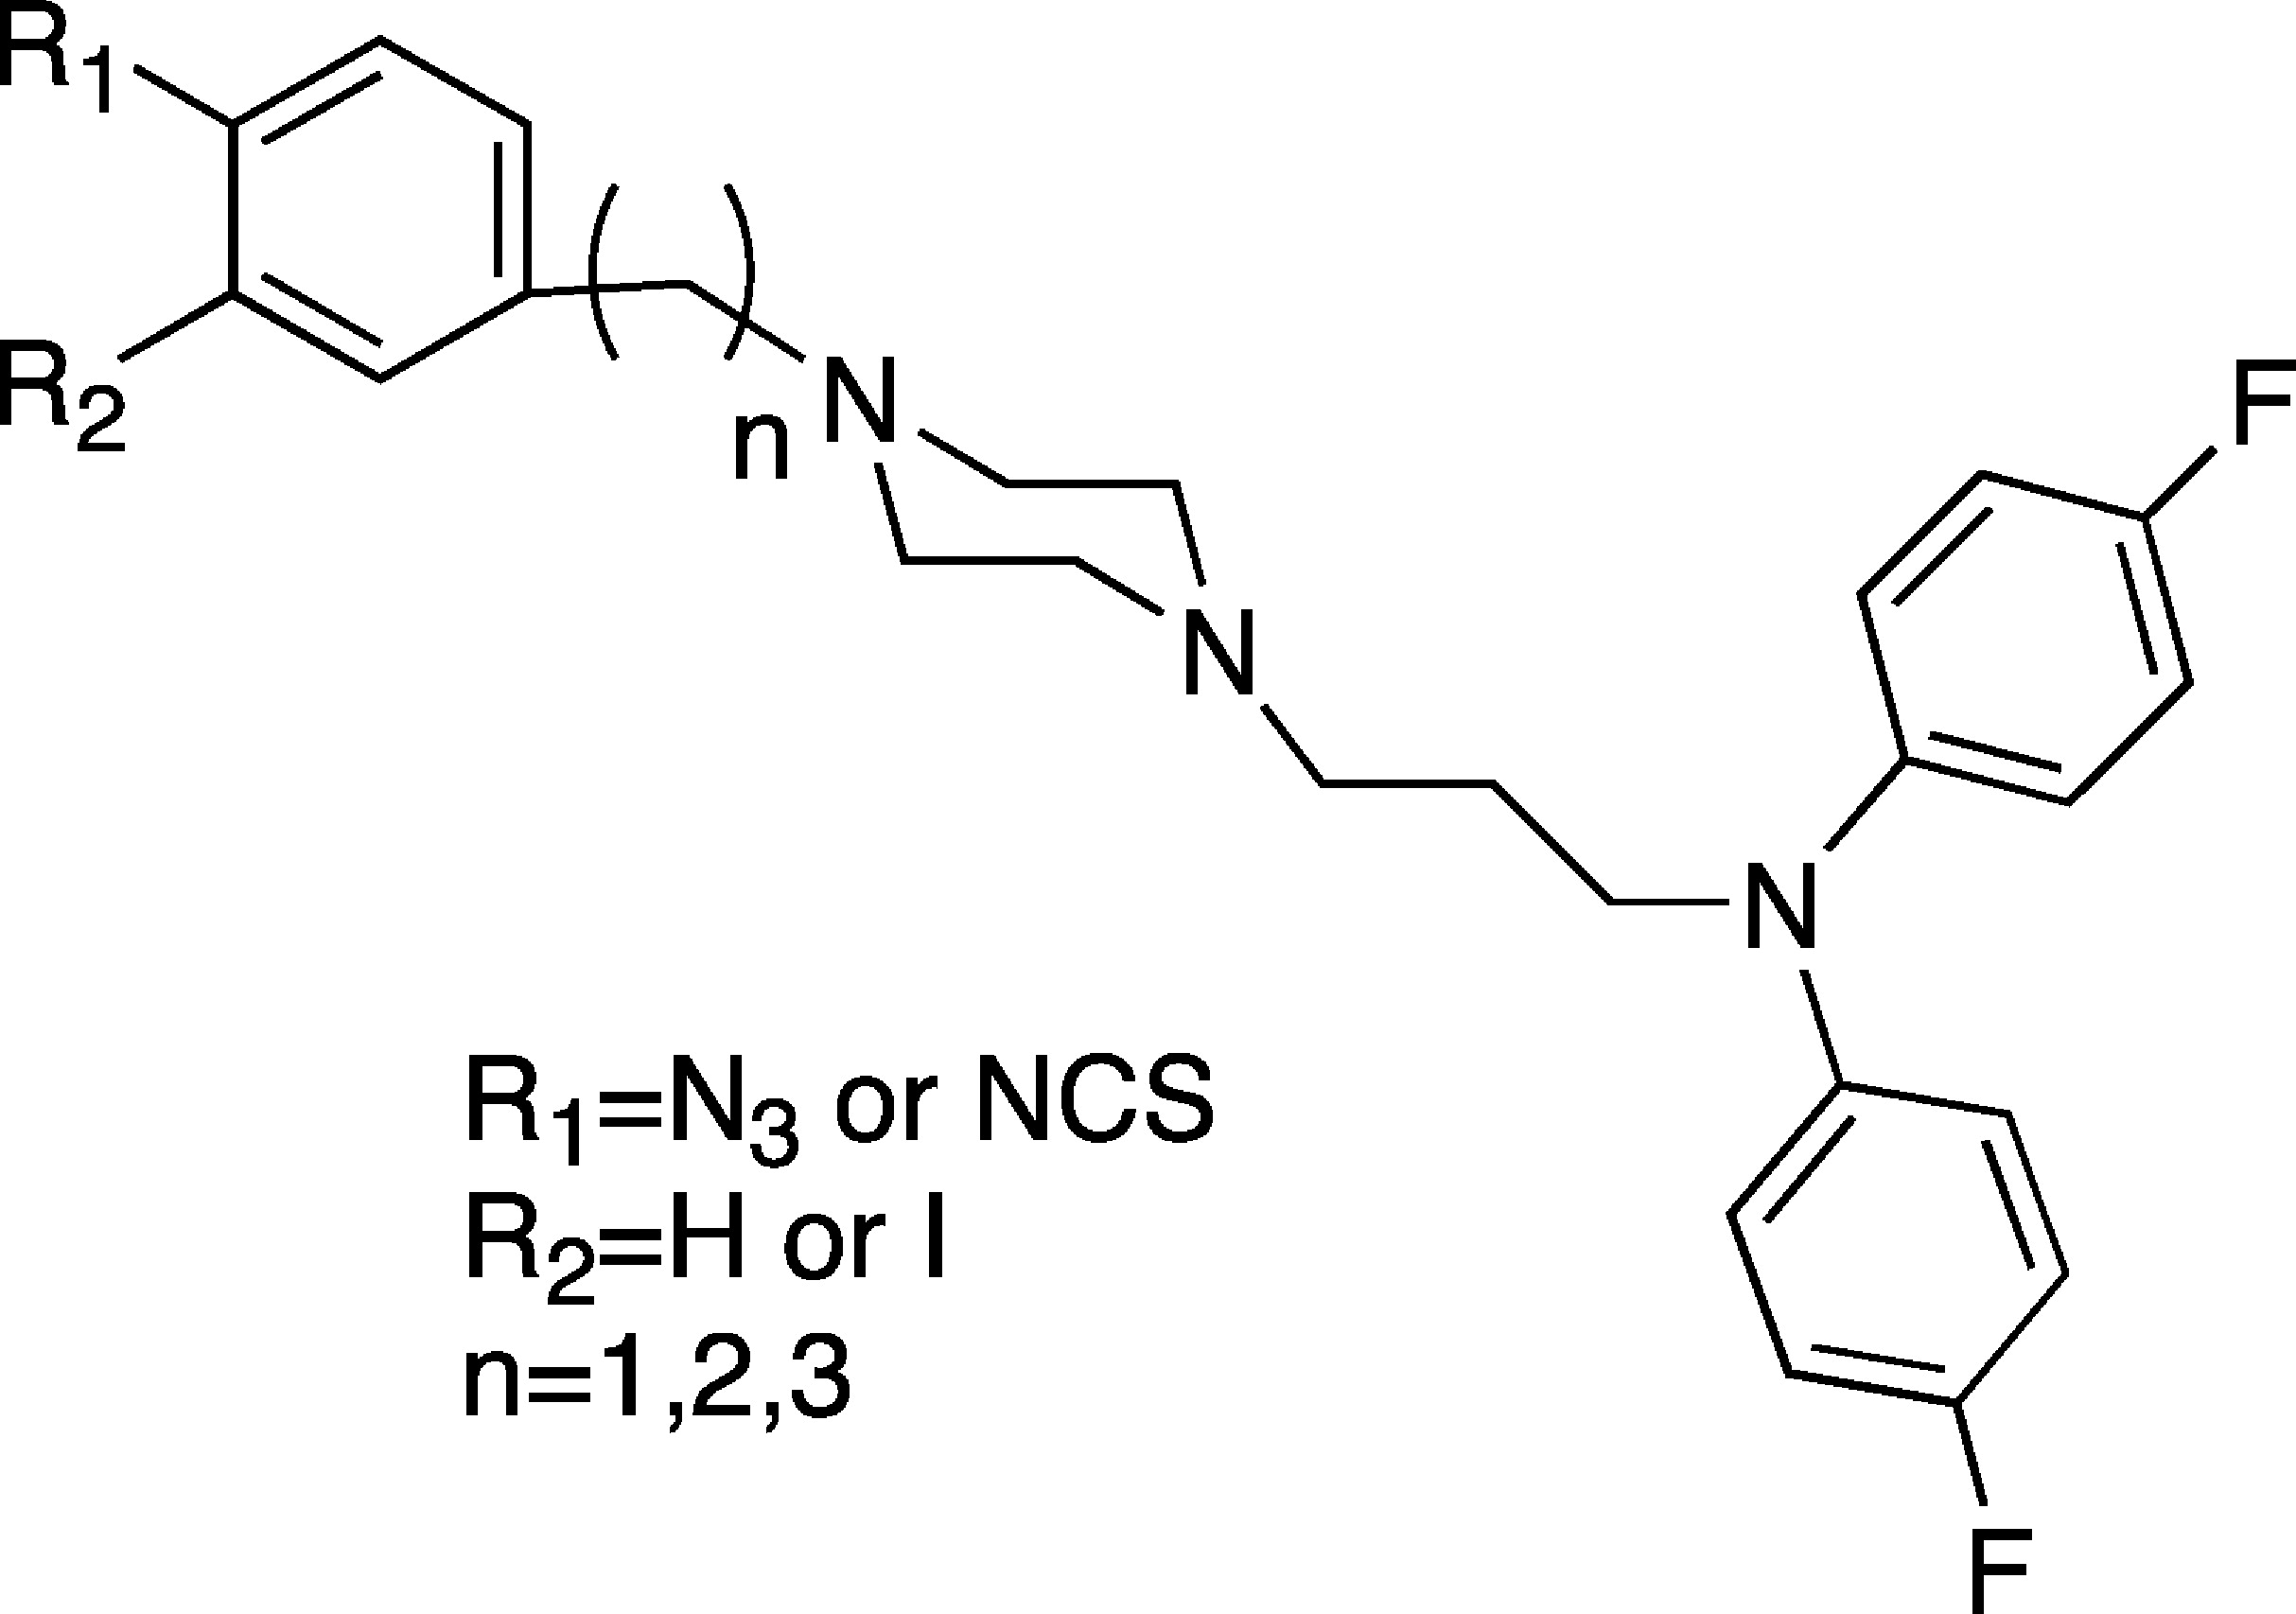 R1
R2
n
N
N
F
N
R1=N3 or NCS
R2=H or I
n=1,2,3
F